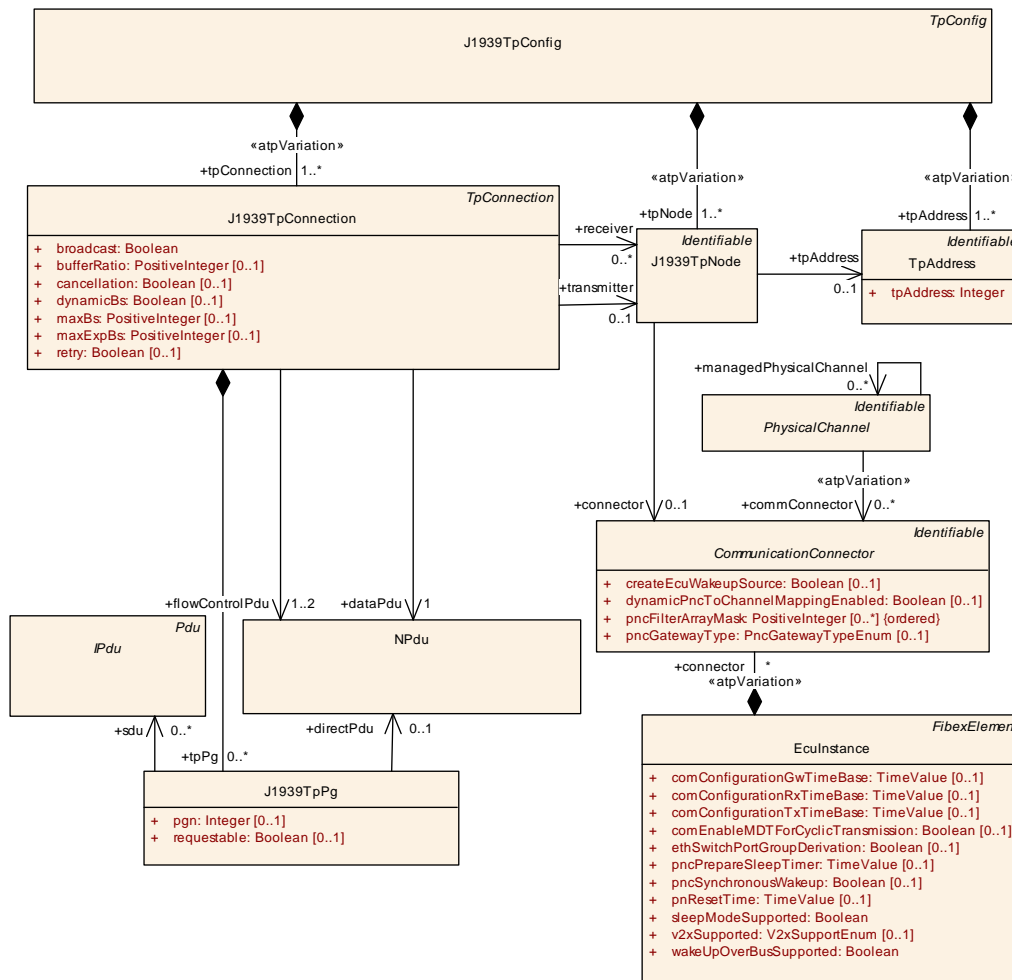 TpConfig
J1939TpConfig
«atpVariation»
+tpConnection 1..*
«atpVariation»
+tpNode 1..*
«atpVariation»
+tpAddress 1..*
TpConnection
J1939TpConnection
+ broadcast: Boolean
+ bufferRatio: PositiveInteger [0..1]
+ cancellation: Boolean [0..1]
+ dynamicBs: Boolean [0..1]
+ maxBs: PositiveInteger [0..1]
+ maxExpBs: PositiveInteger [0..1]
+ retry: Boolean [0..1]
+receiver
0..*
+transmitter
0..1
Identifiable
J1939TpNode
+tpAddress
0..1
Identifiable
TpAddress
+ tpAddress: Integer
+managedPhysicalChannel
0..*
Identifiable
PhysicalChannel
«atpVariation»
+connector 0..1
+commConnector 0..*
Identifiable
CommunicationConnector
+ createEcuWakeupSource: Boolean [0..1]
+ dynamicPncToChannelMappingEnabled: Boolean [0..1]
+ pncFilterArrayMask: PositiveInteger [0..*] {ordered}
+ pncGatewayType: PncGatewayTypeEnum [0..1]
+flowControlPdu 1..2
+dataPdu 1
Pdu
IPdu
NPdu
+connector *
«atpVariation»
+sdu 0..*
+tpPg 0..*
+directPdu 0..1
J1939TpPg
+ pgn: Integer [0..1]
+ requestable: Boolean [0..1]
FibexElement
EcuInstance
+ comConfigurationGwTimeBase: TimeValue [0..1]
+ comConfigurationRxTimeBase: TimeValue [0..1]
+ comConfigurationTxTimeBase: TimeValue [0..1]
+ comEnableMDTForCyclicTransmission: Boolean [0..1]
+ ethSwitchPortGroupDerivation: Boolean [0..1]
+ pncPrepareSleepTimer: TimeValue [0..1]
+ pncSynchronousWakeup: Boolean [0..1]
+ pnResetTime: TimeValue [0..1]
+ sleepModeSupported: Boolean
+ v2xSupported: V2xSupportEnum [0..1]
+ wakeUpOverBusSupported: Boolean